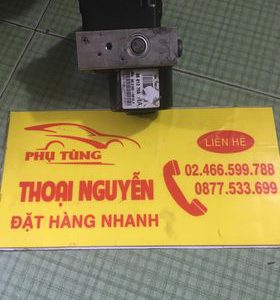 LIÊN HỆ
PHỤ TÙNG
THOẠI NGUYỄN
ĐẶT HÀNG NHANH
02.466.599.788
0877.533.699